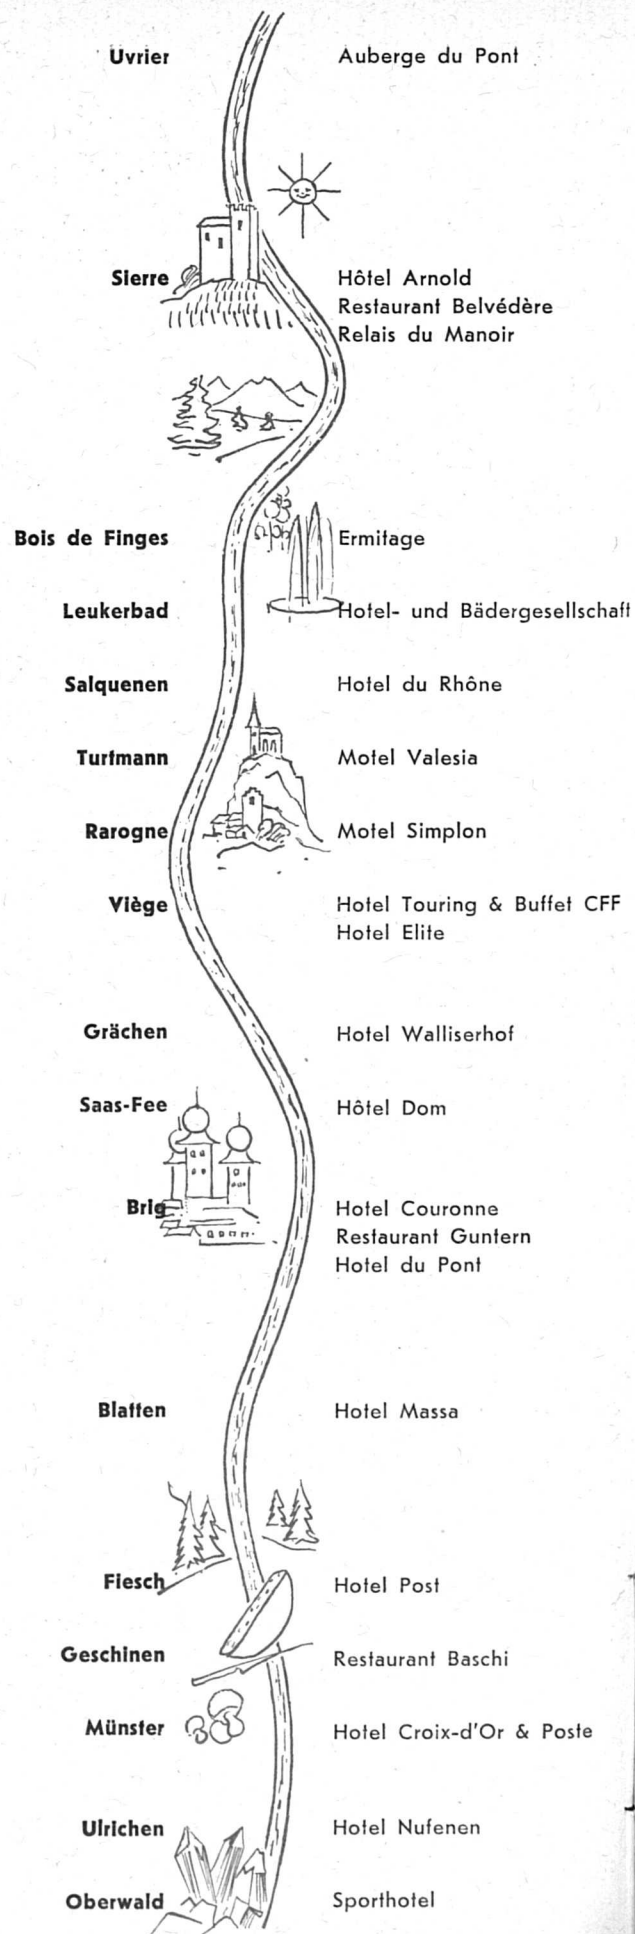 Uvrier Auberge du Pont
Sierre Hôtel Arnold
Restaurant Belvédère
Relais du Manoir
Bois de Finges Ermitage
Leukerbad Hotel- und Bädergesellschaft
Salquenen Hotel du Rhône
Turtmann Motel Valesia
Rarogne Motel Simplon
Viège Hotel Touring & Buffet CFF
Hotel Elite
Grächen Hotel Walliserhof
Saas-Fee Hôtel Dom
Brig Hotel Couronne
Restaurant Guntern
Hotel du Pont
Blatten Hotel Massa
Fiesch Hotel Post
Geschinen Restaurant Baschi
Münster Hotel Croix-d'Or & Poste
Ulrichen Hotel Nufenen
Oberwald Sporthotel